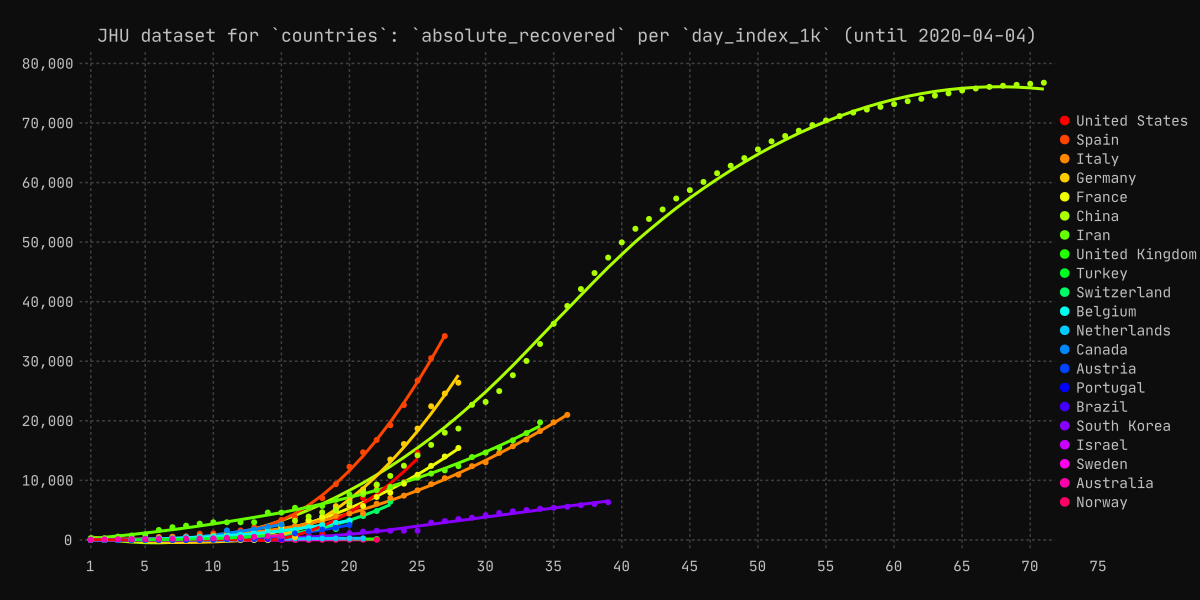 JHU dataset for `countries`: `absolute_recovered` per `day_index_1k` (until 2020-04-04)
80,000
70,000
60,000
50,000
40,000
30,000
20,000
10,000
0
1 5 10 15 20 25 30 35 40 45 50 55 60 65 70 75
United States
Spain
Italy
Germany
France
China
Iran
United Kingdom
Turkey
Switzerland
Belgium
Netherlands
Canada
Austria
Portugal
Brazil
South Korea
Israel
Sweden
Australia
Norway